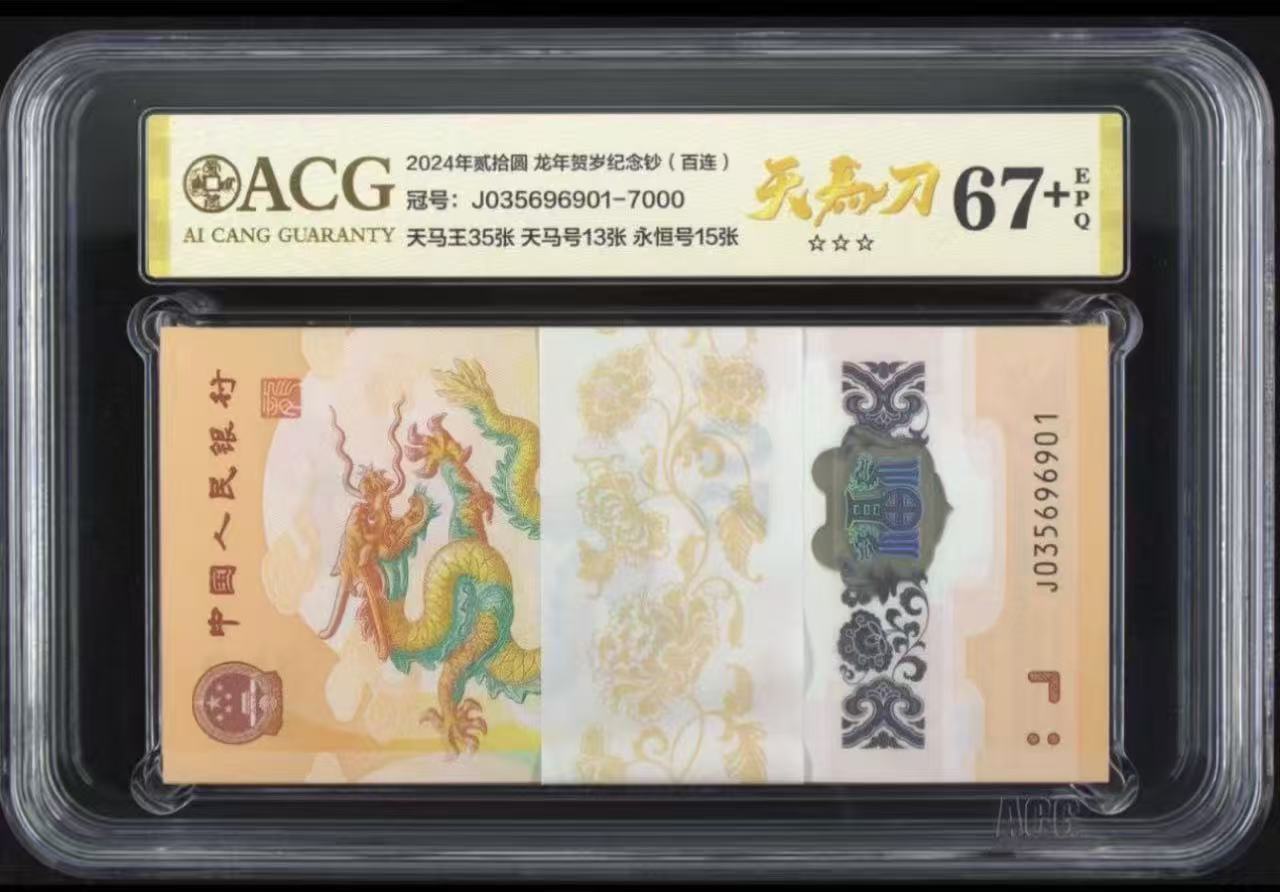 ACG
AI CANG GUARANTY
2024年贰拾圆 龙年贺岁纪念钞（百连）
冠号：J035696901-7000
天马王35张 天马号13张 永恒号15张
天马刀
☆☆☆
67+
EPQ
中国人民银行
J035696901
ACG